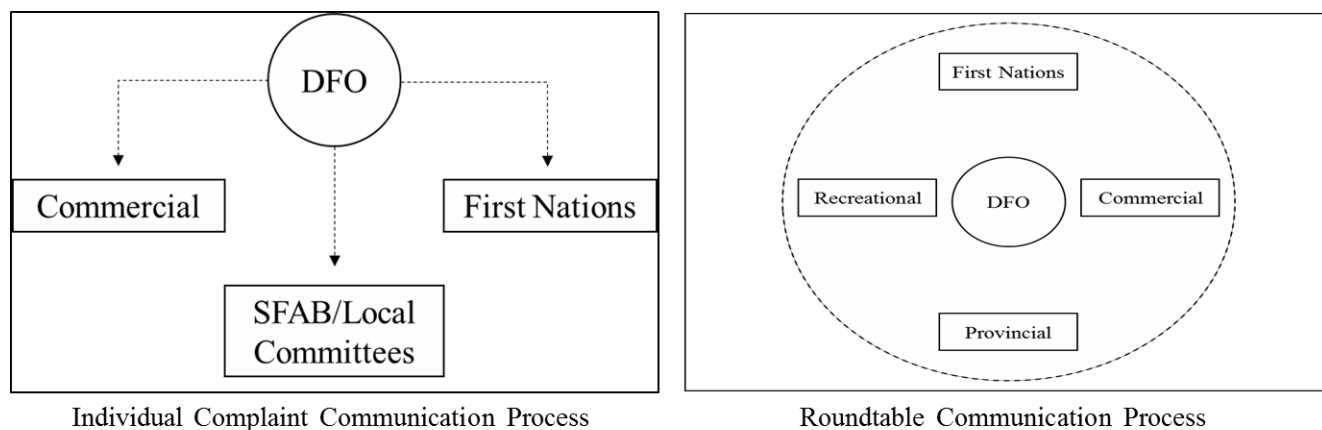 DFO
Commercial
First Nations
SFAB/Local
Committees
Individual Complaint Communication Process
First Nations
Recreational
DFO
Commercial
Provincial
Roundtable Communication Process